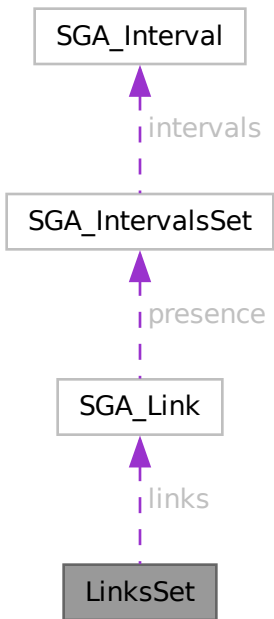 SGA_Interval
intervals
SGA_IntervalsSet
presence
SGA_Link
links
LinksSet